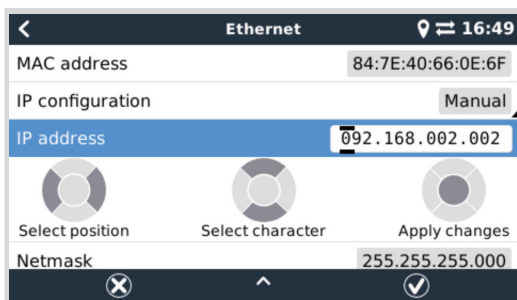 Ethernet 16:49
MAC address 84:7E:40:66:0E:6F
IP configuration Manual
IP address 092.168.002.002
Select position Select character Apply changes
Netmask 255.255.255.000